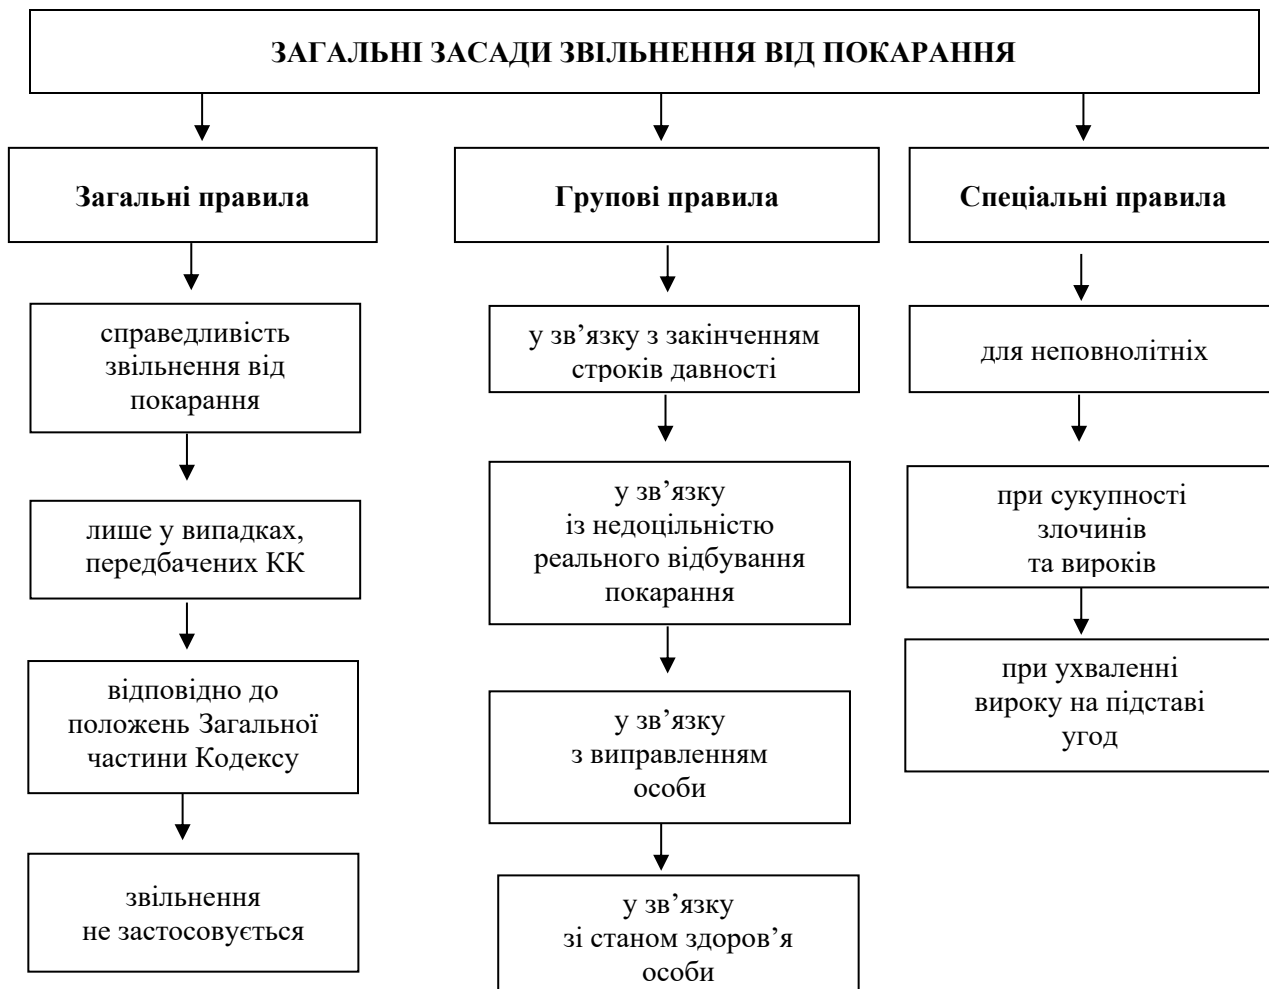 ЗАГАЛЬНІ ЗАСАДИ ЗВІЛЬНЕННЯ ВІД ПОКАРАННЯ
Загальні правила
справедливість
звільнення від
покарання
лише у випадках,
передбачених КК
відповідно до
положень Загальної
частини Кодексу
звільнення
не застосовується
Групові правила
у зв’язку з закінченням
строків давності
у зв’язку
із недоцільністю
реального відбування
покарання
у зв’язку
з виправленням
особи
у зв’язку
зі станом здоров’я
особи
Спеціальні правила
для неповнолітніх
при сукупності
злочинів
та вироків
при ухваленні
вироку на підставі
угод